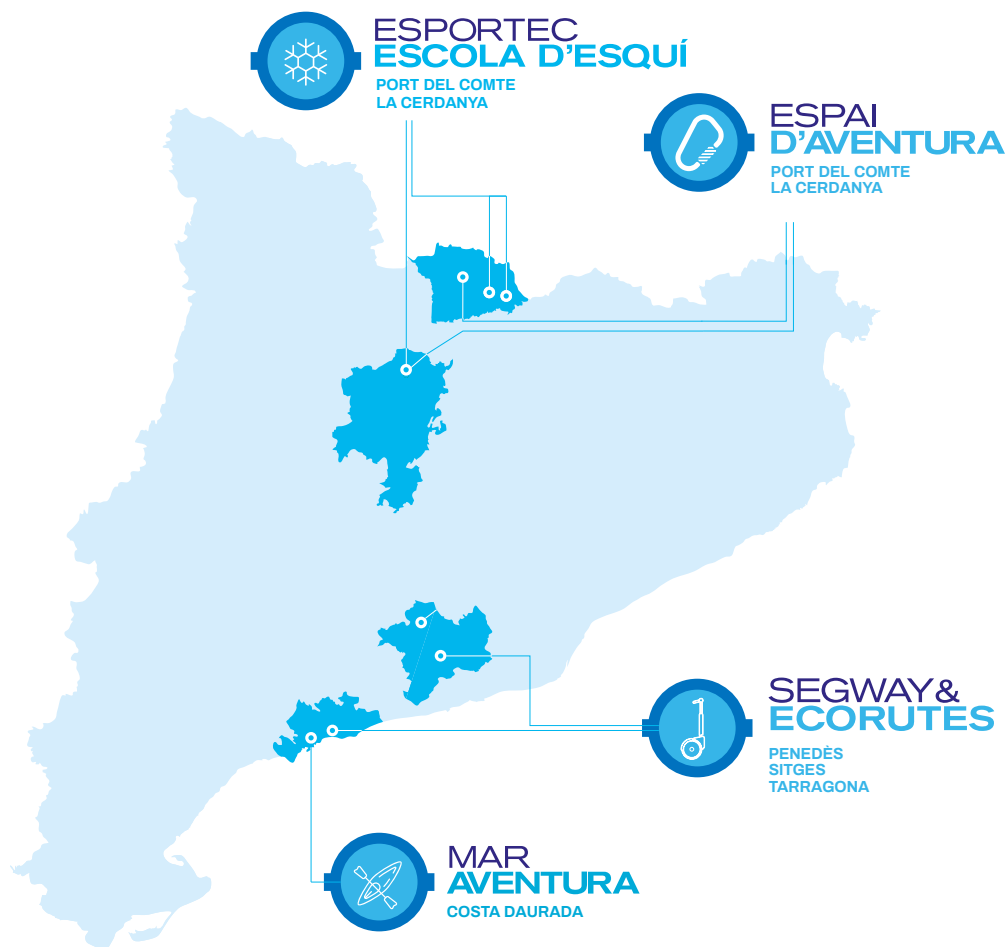 ESPORTEC
ESCOLA D'ESQUÍ
PORT DEL COMTE
LA CERDANYA
ESPAI
D'AVENTURA
PORT DEL COMTE
LA CERDANYA
SEGWAY&
ECORUTES
PENEDÈS
SITGES
TARRAGONA
MAR
AVENTURA
COSTA DAURADA